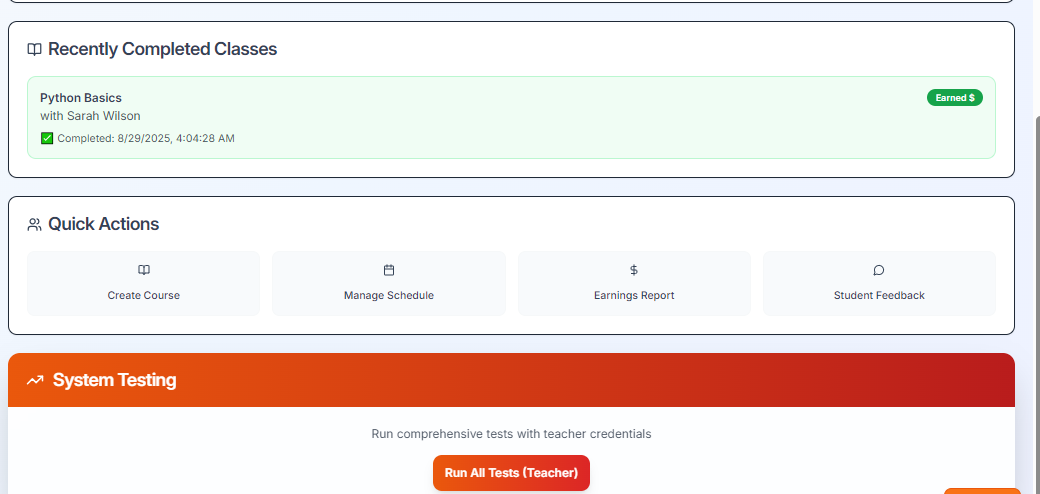 Recently Completed Classes
Python Basics
Earned $
with Sarah Wilson
Completed: 8/29/2025, 4:04:28 AM
Quick Actions
Create Course
Manage Schedule
Earnings Report
Student Feedback
System Testing
Run comprehensive tests with teacher credentials
Run All Tests (Teacher)